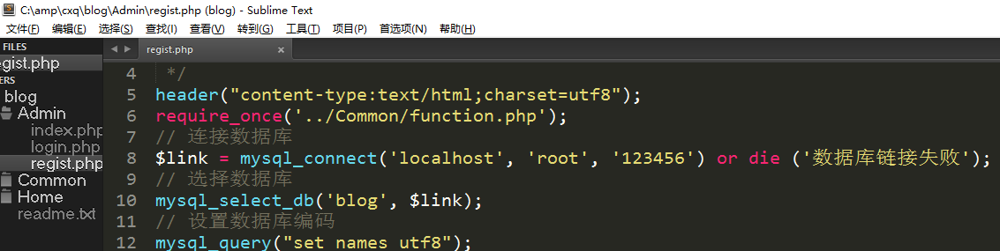 C:\amp\cxq\blog\Admin\regist.php (blog) - Sublime Text
文件(F) 编辑(E) 选择(S) 查找(I) 查看(V) 转到(G) 工具(T) 项目(P) 首选项(N) 帮助(H)
FILES
egist.php
ERS
blog
Admin
index.php
login.php
regist.php
Common
Home
readme.txt
regist.php
4 */
5 header("content-type:text/html;charset=utf8");
6 require_once('../Common/function.php');
7 // 连接数据库
8 $link = mysql_connect('localhost', 'root', '123456') or die ('数据库链接失败');
9 // 选择数据库
10 mysql_select_db('blog', $link);
11 // 设置数据库编码
12 mysql_query("set names utf8");